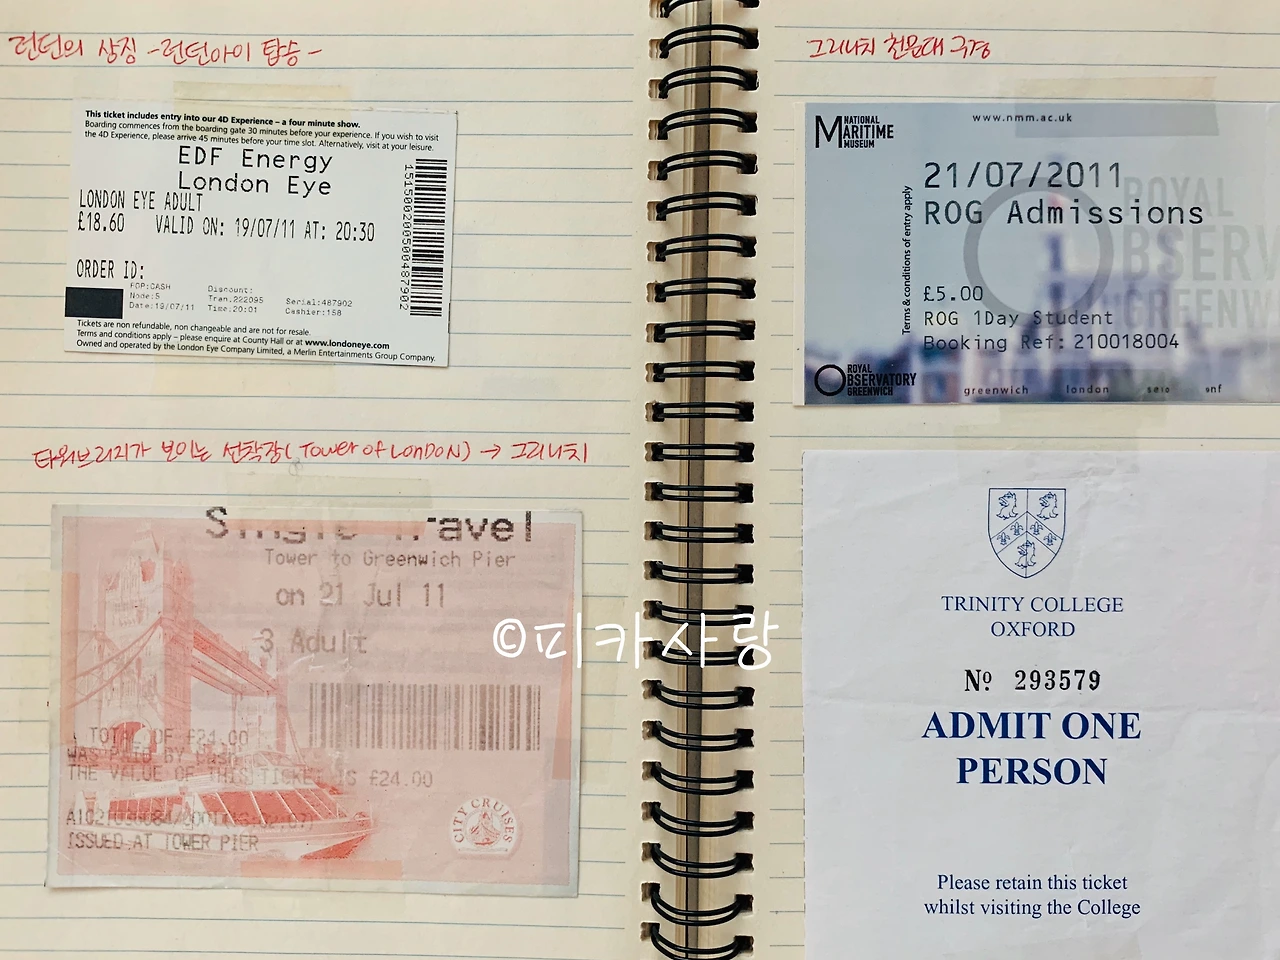 런던의 상징 -런던아이 탑승-
This ticket includes entry into our 4D Experience – a four minute show.
Boarding commences from the boarding gate 30 minutes before your experience. If you wish to visit
the 4D Experience, please arrive 45 minutes before your time slot. Alternatively, visit at your leisure.
EDF Energy
London Eye
LONDON EYE ADULT
£18.60 VALID ON: 19/07/11 AT: 20:30
ORDER ID:
FOP:CASH Discount:
Node:5 Tran.222095 Serial:487902
Date:19/07/11 Time:20:01 Cashier:158
Tickets are non refundable, non changeable and are not for resale.
Terms and conditions apply – please enquire at County Hall or at www.londoneye.com
Owned and operated by the London Eye Company Limited, a Merlin Entertainments Group Company.
타워브리지가 보이는 선착장(Tower of London) → 그리니치
Single Travel
Tower to Greenwich Pier
on 21 Jul 11
3 Adult
TOTAL OF £24.00
WAS PAID BY Cash
THE VALUE OF THIS TICKET IS £24.00
ISSUED AT TOWER PIER
CITY CRUISES
©피카사랑
그리니치 천문대 구경
NATIONAL
MARITIME
MUSEUM
www.nmm.ac.uk
21/07/2011
ROG Admissions
Terms & conditions of entry apply
£5.00
ROG 1Day Student
Booking Ref: 210018004
ROYAL
OBSERVATORY
GREENWICH
greenwich london
TRINITY COLLEGE
OXFORD
Nº 293579
ADMIT ONE
PERSON
Please retain this ticket
whilst visiting the College